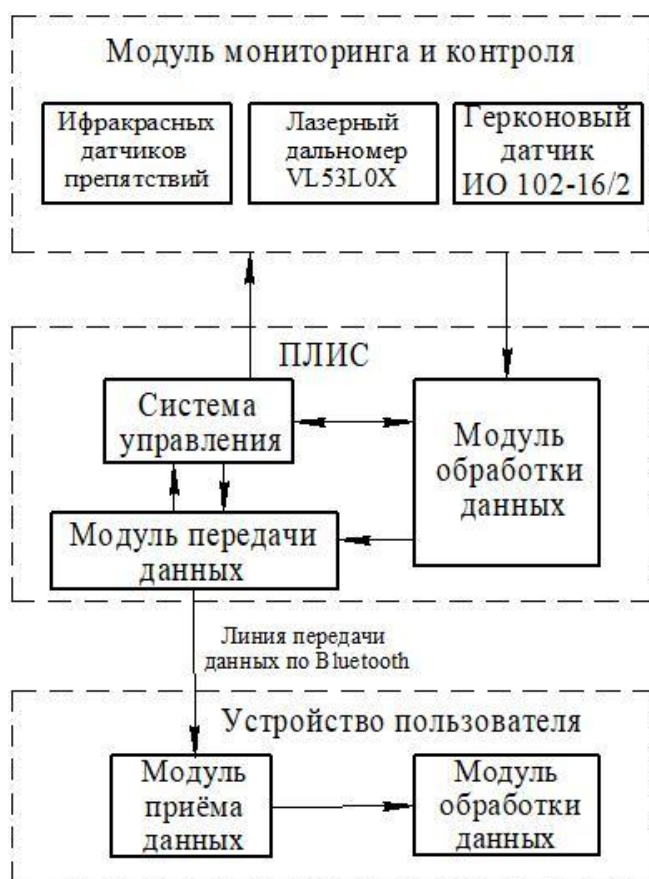 Модуль мониторинга и контроля
Ифракрасных
датчиков
препятствий
Лазерный
дальномер
VL53L0X
Герконовый
датчик
ИО 102-16/2
ПЛИС
Система
управления
Модуль
обработки
данных
Модуль передачи
данных
Линия передачи
данных по Bluetooth
Устройство пользователя
Модуль
приёма
данных
Модуль
обработки
данных